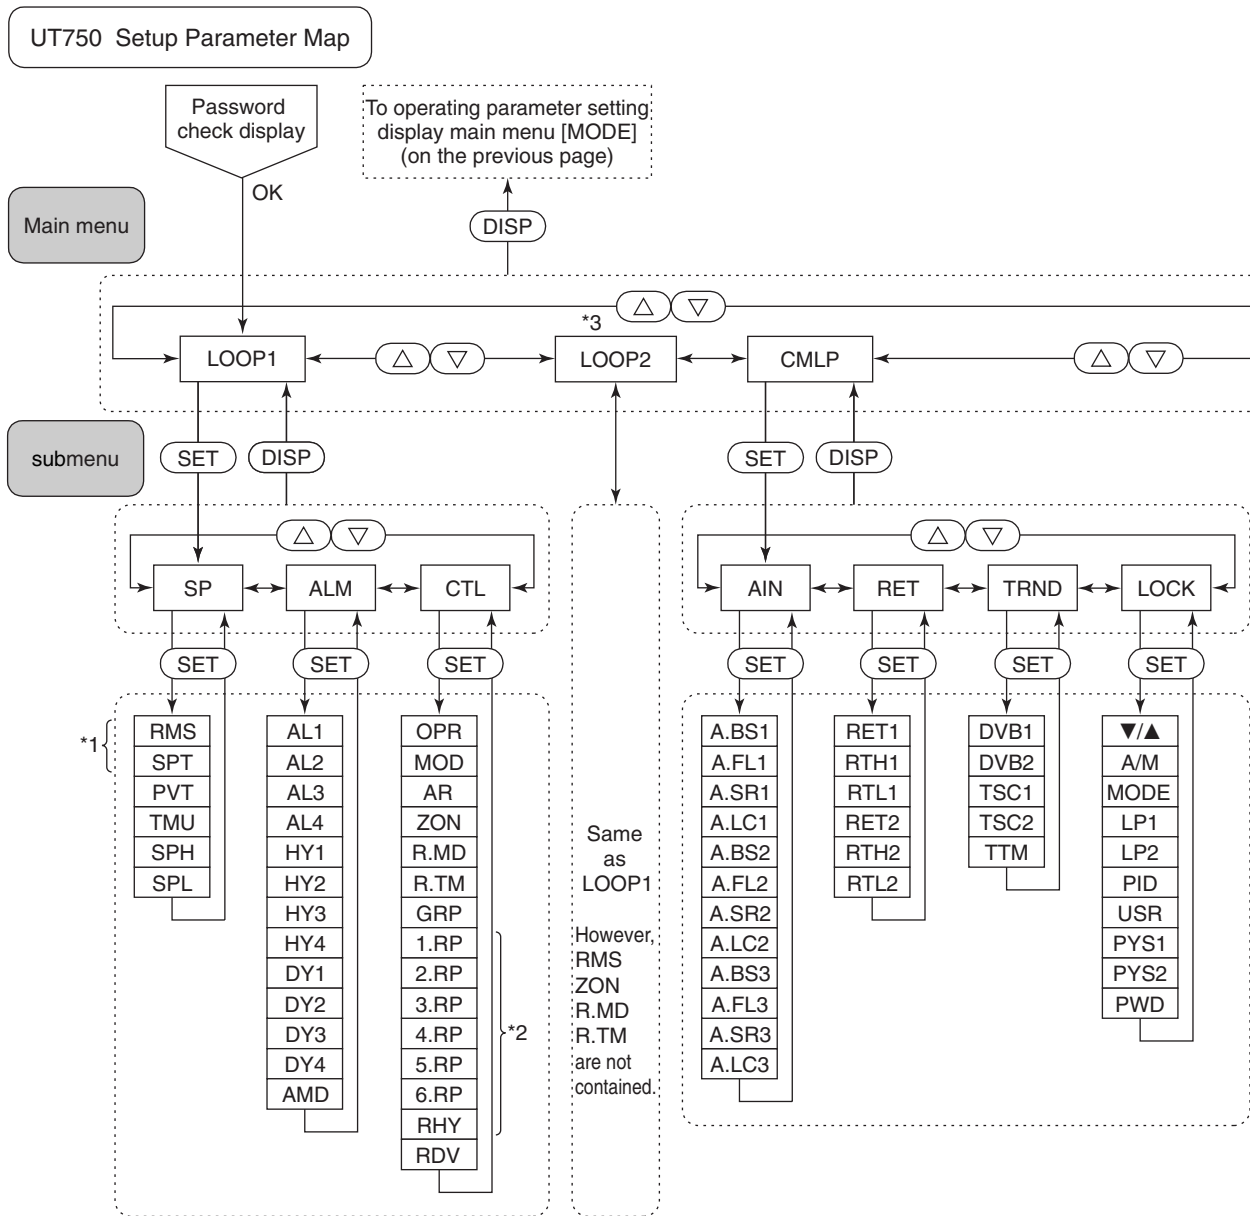 UT750 Setup Parameter Map
Password
check display
To operating parameter setting
display main menu [MODE]
(on the previous page)
OK
Main menu
DISP
△ ▽
*3
LOOP1
△ ▽
LOOP2
CMLP
△ ▽
submenu
SET
DISP
SET
DISP
△ ▽
△ ▽
SP
ALM
CTL
AIN
RET
TRND
LOCK
SET
SET
SET
SET
SET
SET
SET
*1
RMS
SPT
PVT
TMU
SPH
SPL
AL1
AL2
AL3
AL4
HY1
HY2
HY3
HY4
DY1
DY2
DY3
DY4
AMD
OPR
MOD
AR
ZON
R.MD
R.TM
GRP
1.RP
2.RP
3.RP
4.RP
5.RP
6.RP
RHY
RDV
*2
Same
as
LOOP1
However,
RMS
ZON
R.MD
R.TM
are not
contained.
A.BS1
A.FL1
A.SR1
A.LC1
A.BS2
A.FL2
A.SR2
A.LC2
A.BS3
A.FL3
A.SR3
A.LC3
RET1
RTH1
RTL1
RET2
RTH2
RTL2
DVB1
DVB2
TSC1
TSC2
TTM
▼/▲
A/M
MODE
LP1
LP2
PID
USR
PYS1
PYS2
PWD